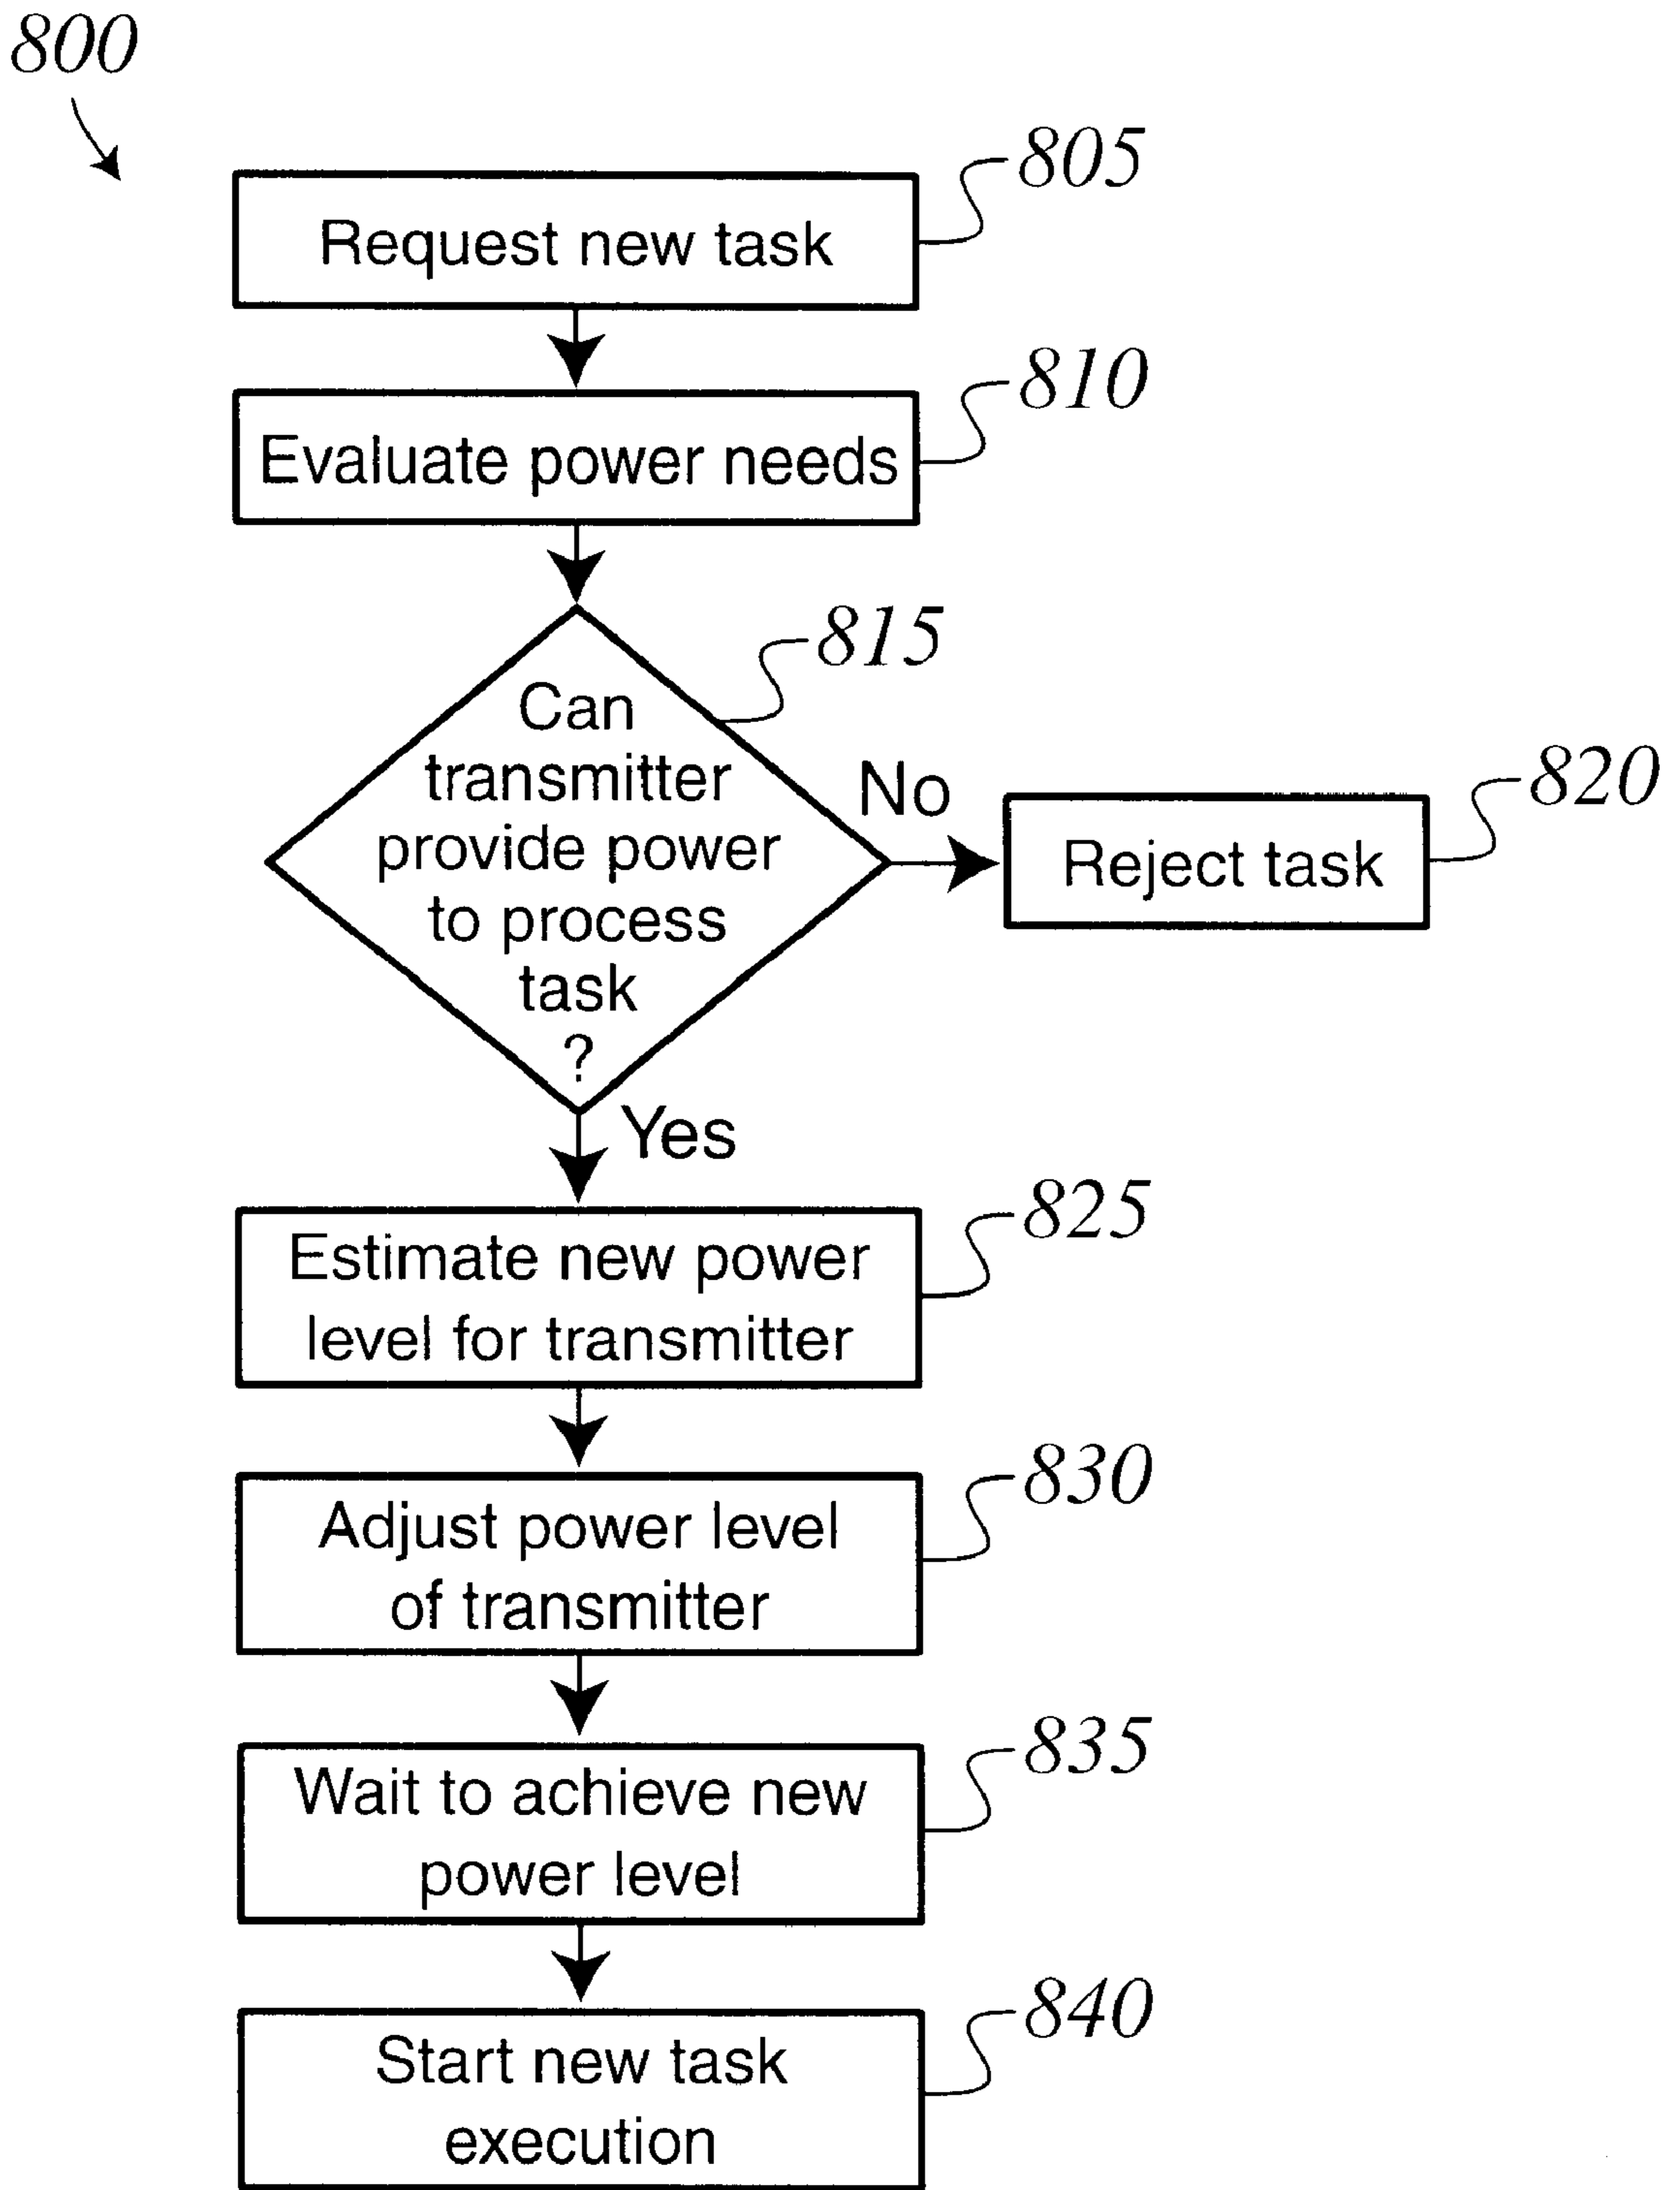 800
805
Request new task
810
Evaluate power needs
815
Can
transmitter
provide power
to process
task
?
No
820
Reject task
Yes
825
Estimate new power
level for transmitter
830
Adjust power level
of transmitter
835
Wait to achieve new
power level
840
Start new task
execution